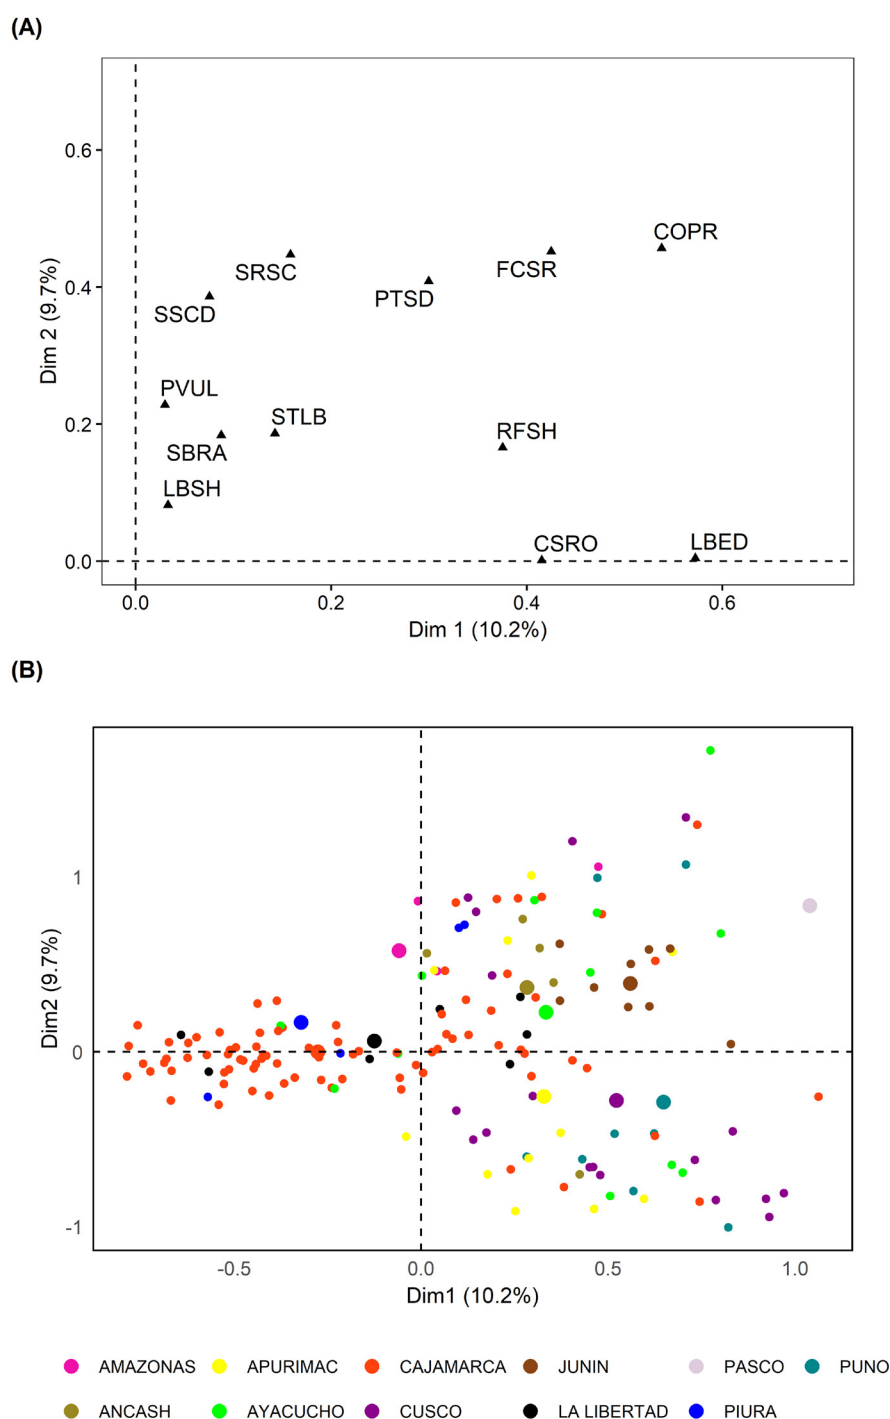 (A)
0.6
COPR
SRSC
FCSR
0.4
PTSD
SSCD
Dim 2 (9.7%)
PVUL
STLB
RFSH
0.2
SBRA
LBSH
CSRO
LBED
0.0
0.0 0.2 0.4 0.6
Dim 1 (10.2%)
(B)
1
Dim2 (9.7%)
0
-1
-0.5 0.0 0.5 1.0
Dim1 (10.2%)
AMAZONAS APURIMAC CAJAMARCA JUNIN PASCO PUNO
ANCASH AYACUCHO CUSCO LA LIBERTAD PIURA